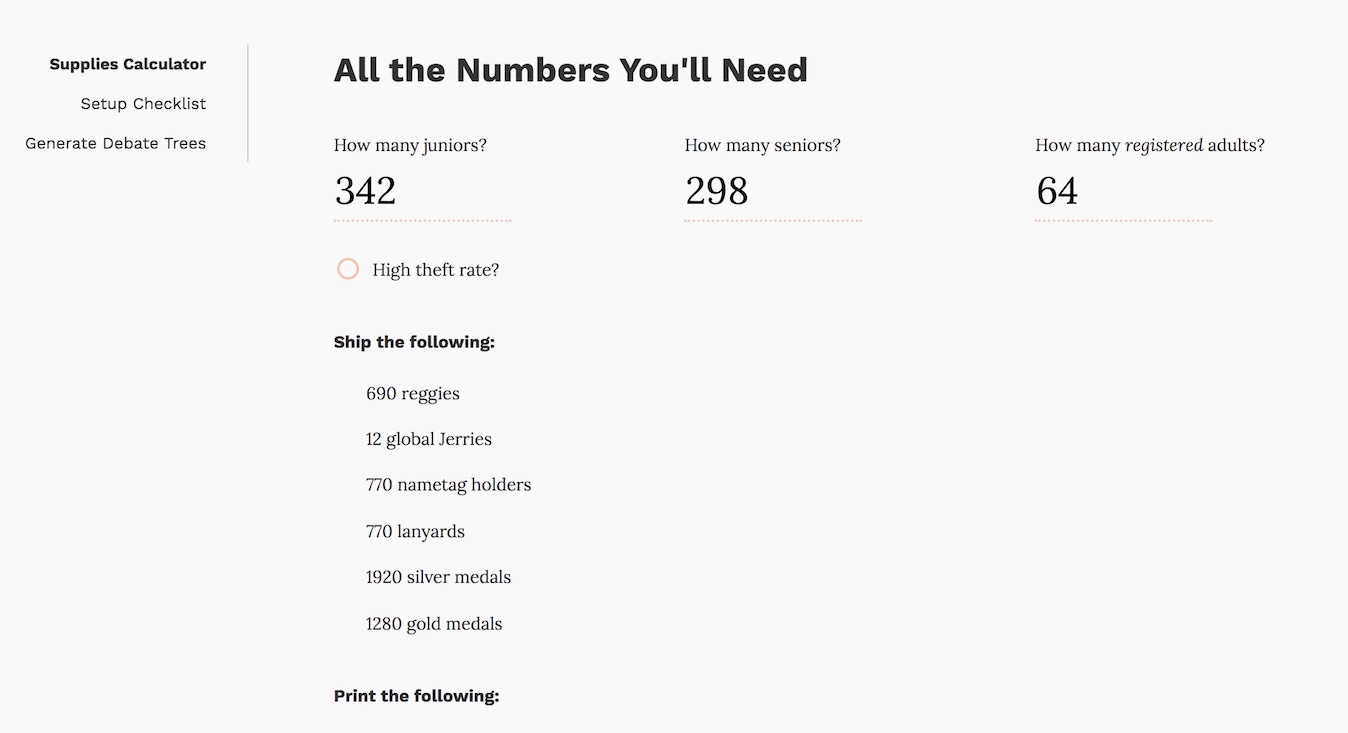 Supplies Calculator
Setup Checklist
Generate Debate Trees
All the Numbers You'll Need
How many juniors?
342
How many seniors?
298
How many registered adults?
64
High theft rate?
Ship the following:
690 reggies
12 global Jerries
770 nametag holders
770 lanyards
1920 silver medals
1280 gold medals
Print the following: